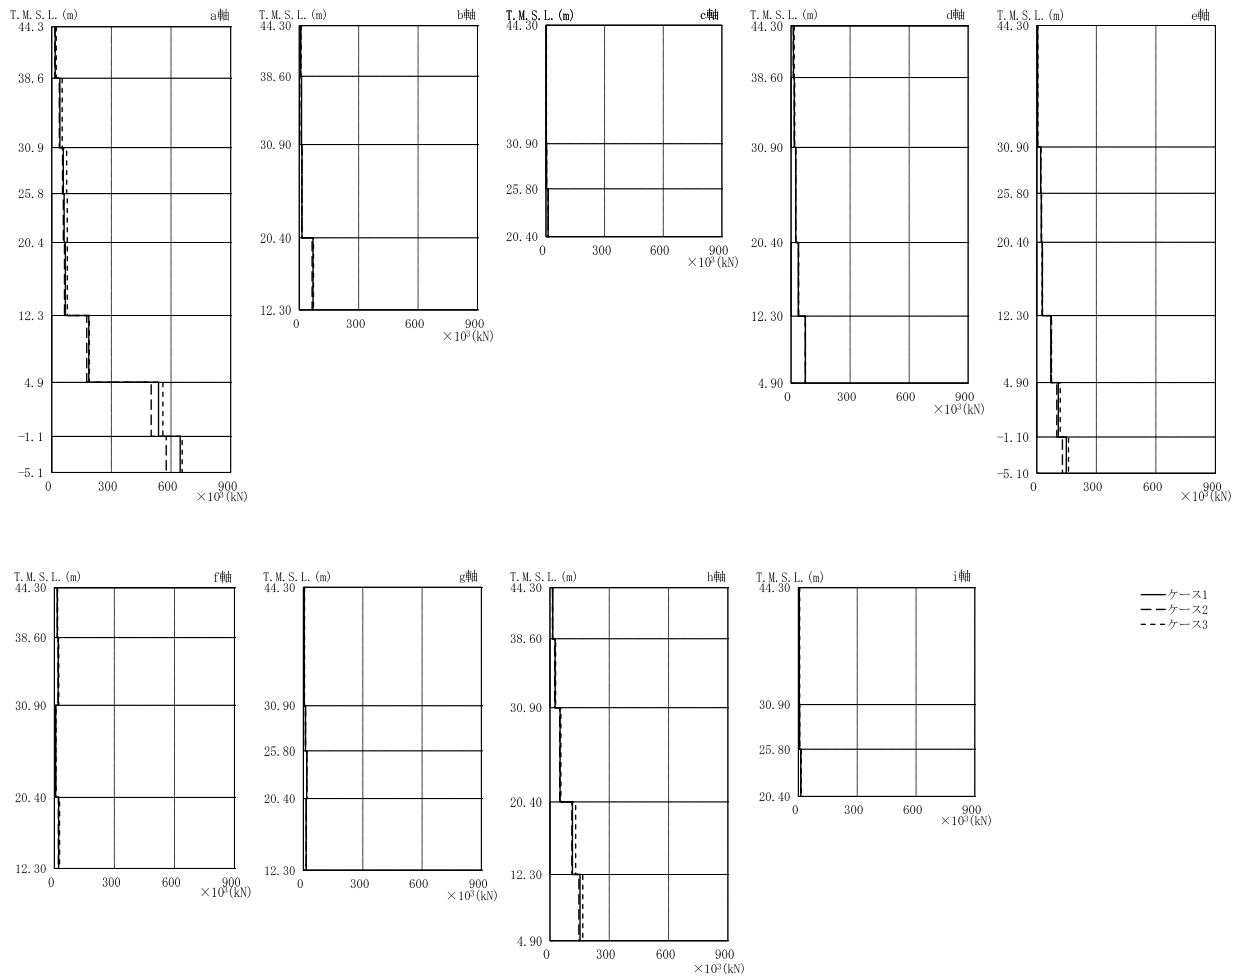 T.M.S.L.(m) a軸
44.3
38.6
30.9
25.8
20.4
12.3
4.9
-1.1
-5.1
0 300 600 900
×10³(kN)
T.M.S.L.(m) b軸
44.30
38.60
30.90
20.40
12.30
0 300 600 900
×10³(kN)
T.M.S.L.(m) c軸
44.30
30.90
25.80
20.40
0 300 600 900
×10³(kN)
T.M.S.L.(m) d軸
44.30
38.60
30.90
20.40
12.30
4.90
0 300 600 900
×10³(kN)
T.M.S.L.(m) e軸
44.30
30.90
25.80
20.40
12.30
4.90
-1.10
-5.10
0 300 600 900
×10³(kN)
T.M.S.L.(m) f軸
44.30
38.60
30.90
20.40
12.30
0 300 600 900
×10³(kN)
T.M.S.L.(m) g軸
44.30
30.90
25.80
20.40
12.30
0 300 600 900
×10³(kN)
T.M.S.L.(m) h軸
44.30
38.60
30.90
20.40
12.30
4.90
0 300 600 900
×10³(kN)
T.M.S.L.(m) i軸
44.30
30.90
25.80
20.40
0 300 600 900
×10³(kN)
ケース1
ケース2
ケース3